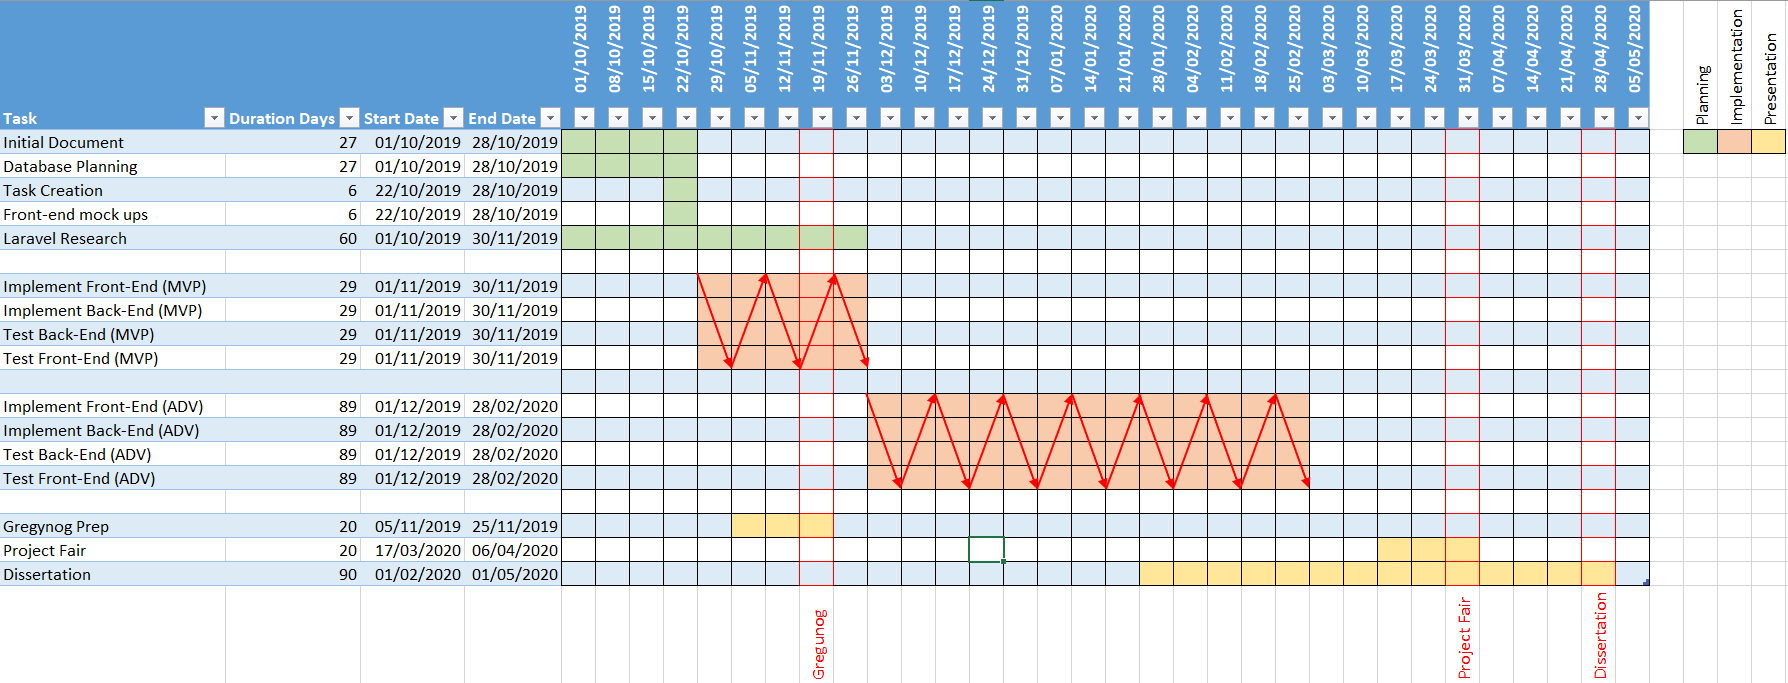 01/10/2019 08/10/2019 15/10/2019 22/10/2019 29/10/2019 05/11/2019 12/11/2019 19/11/2019 26/11/2019 03/12/2019 10/12/2019 17/12/2019 24/12/2019 31/12/2019 07/01/2020 14/01/2020 21/01/2020 28/01/2020 04/02/2020 11/02/2020 18/02/2020 25/02/2020 03/03/2020 10/03/2020 17/03/2020 24/03/2020 31/03/2020 07/04/2020 14/04/2020 21/04/2020 28/04/2020 05/05/2020
Planning
Implementation
Presentation
Task Duration Days Start Date End Date
Initial Document 27 01/10/2019 28/10/2019
Database Planning 27 01/10/2019 28/10/2019
Task Creation 6 22/10/2019 28/10/2019
Front-end mock ups 6 22/10/2019 28/10/2019
Laravel Research 60 01/10/2019 30/11/2019
Implement Front-End (MVP) 29 01/11/2019 30/11/2019
Implement Back-End (MVP) 29 01/11/2019 30/11/2019
Test Back-End (MVP) 29 01/11/2019 30/11/2019
Test Front-End (MVP) 29 01/11/2019 30/11/2019
Implement Front-End (ADV) 89 01/12/2019 28/02/2020
Implement Back-End (ADV) 89 01/12/2019 28/02/2020
Test Back-End (ADV) 89 01/12/2019 28/02/2020
Test Front-End (ADV) 89 01/12/2019 28/02/2020
Gregynog Prep 20 05/11/2019 25/11/2019
Project Fair 20 17/03/2020 06/04/2020
Dissertation 90 01/02/2020 01/05/2020
Gregunog
Project Fair
Dissertation